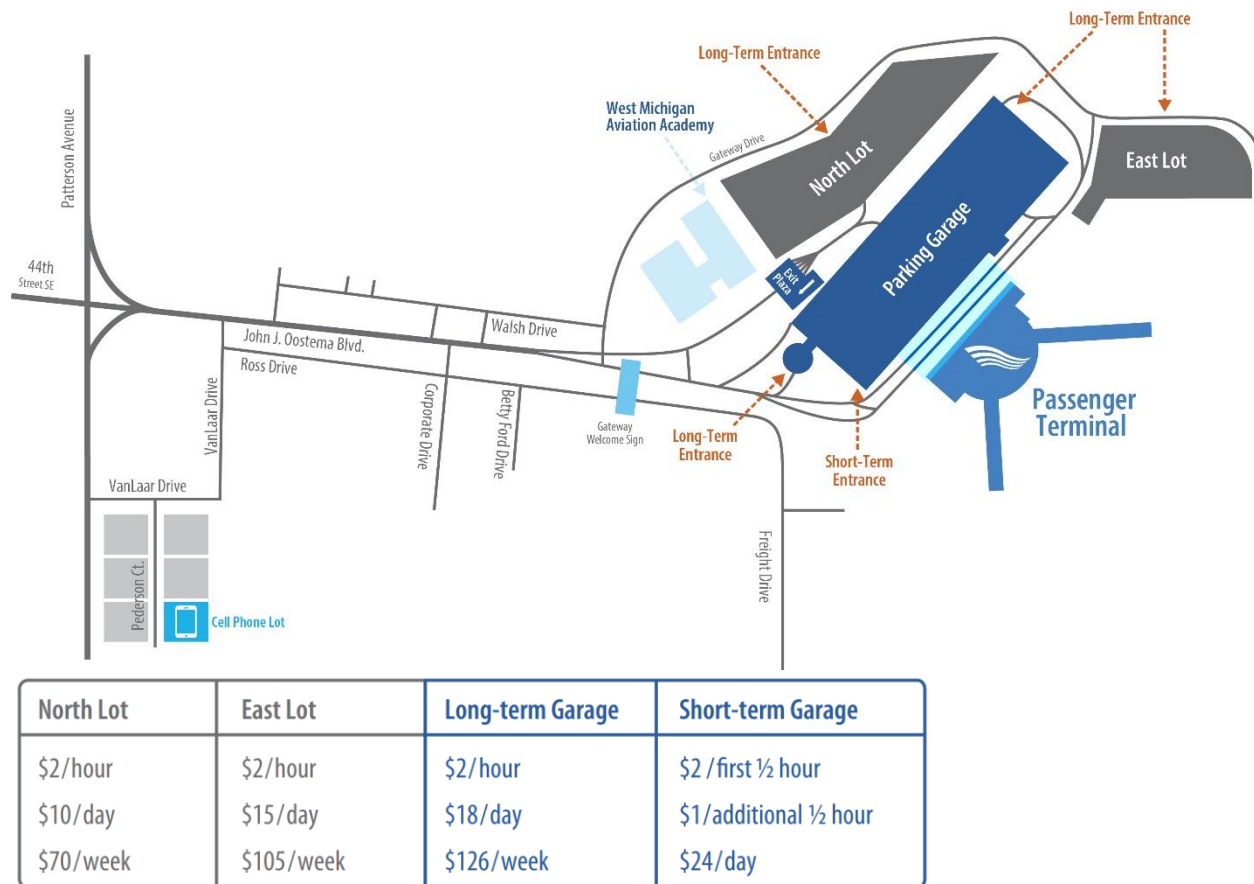 Long-Term Entrance
Long-Term Entrance
West Michigan
Aviation Academy
Gateway Drive
North Lot
East Lot
Patterson Avenue
Parking Garage
44th
Street SE
Exit
Plaza
Walsh Drive
John J. Oostema Blvd.
Ross Drive
VanLaar Drive
Corporate Drive
Betty Ford Drive
Gateway
Welcome Sign
Long-Term
Entrance
Short-Term
Entrance
Passenger
Terminal
VanLaar Drive
Pederson Ct.
Cell Phone Lot
Freight Drive
North Lot East Lot Long-term Garage Short-term Garage
$2/hour $2/hour $2/hour $2 /first ½ hour
$10/day $15/day $18/day $1/additional ½ hour
$70/week $105/week $126/week $24/day